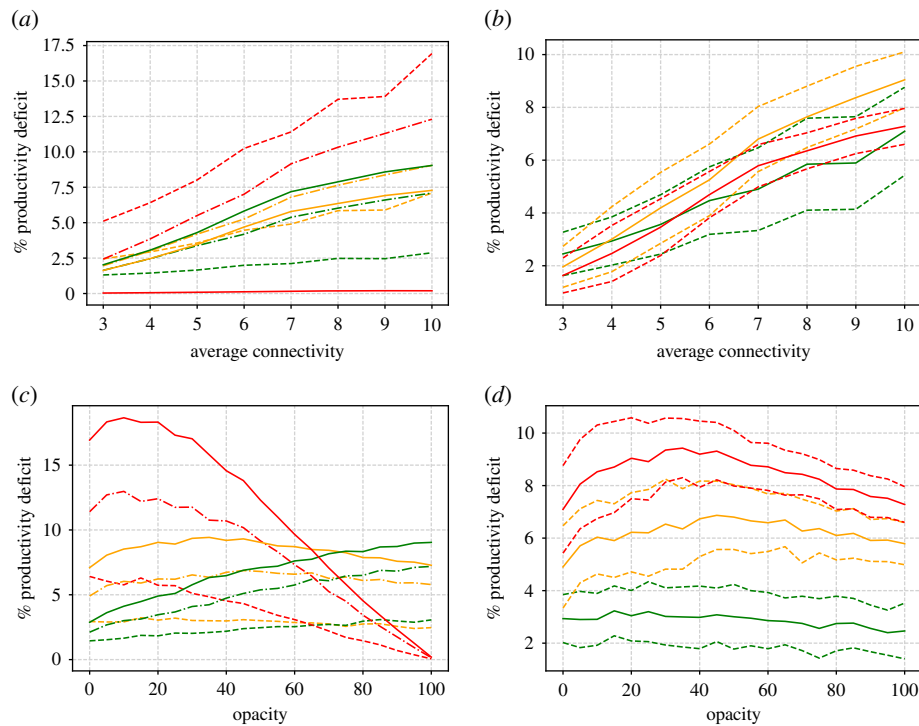 (a)
17.5
15.0
12.5
10.0
7.5
5.0
2.5
0
% productivity deficit
3 4 5 6 7 8 9 10
average connectivity
(b)
10
8
6
4
2
% productivity deficit
3 4 5 6 7 8 9 10
average connectivity
(c)
15
10
5
0
% productivity deficit
0 20 40 60 80 100
opacity
(d)
10
8
6
4
2
% productivity deficit
0 20 40 60 80 100
opacity